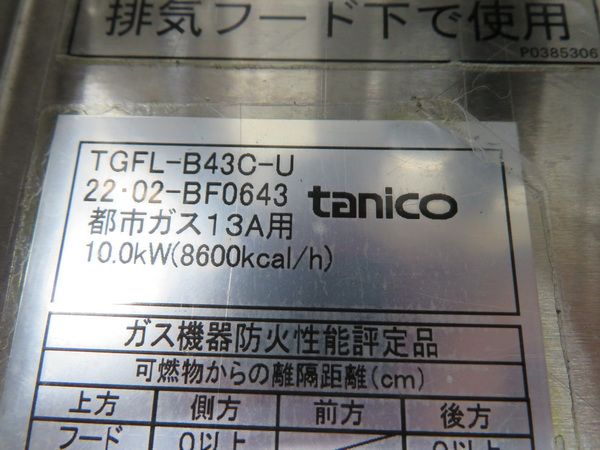 排気フード下で使用
P0385306
TGFL-B43C-U
22・02-BF0643
tanico
都市ガス13A用
10.0kW(8600kcal/h)
ガス機器防火性能評定品
可燃物からの離隔距離(cm)
上方 側方 前方 後方
フード 0以上 0以上